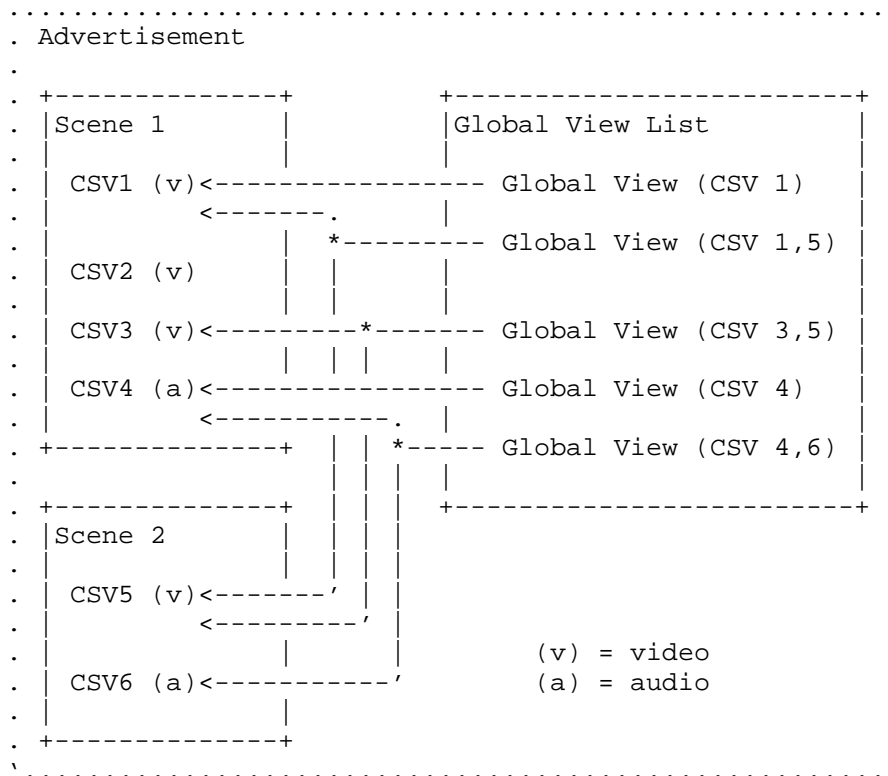 Advertisement
Scene 1 Global View List
CSV1 (v)<----------------- Global View (CSV 1)
<-------.
*--------- Global View (CSV 1,5)
CSV2 (v)
CSV3 (v)<---------*------- Global View (CSV 3,5)
CSV4 (a)<----------------- Global View (CSV 4)
<-----------.
*----- Global View (CSV 4,6)
Scene 2
CSV5 (v)<-------'
<---------'
(v) = video
CSV6 (a)<-----------' (a) = audio